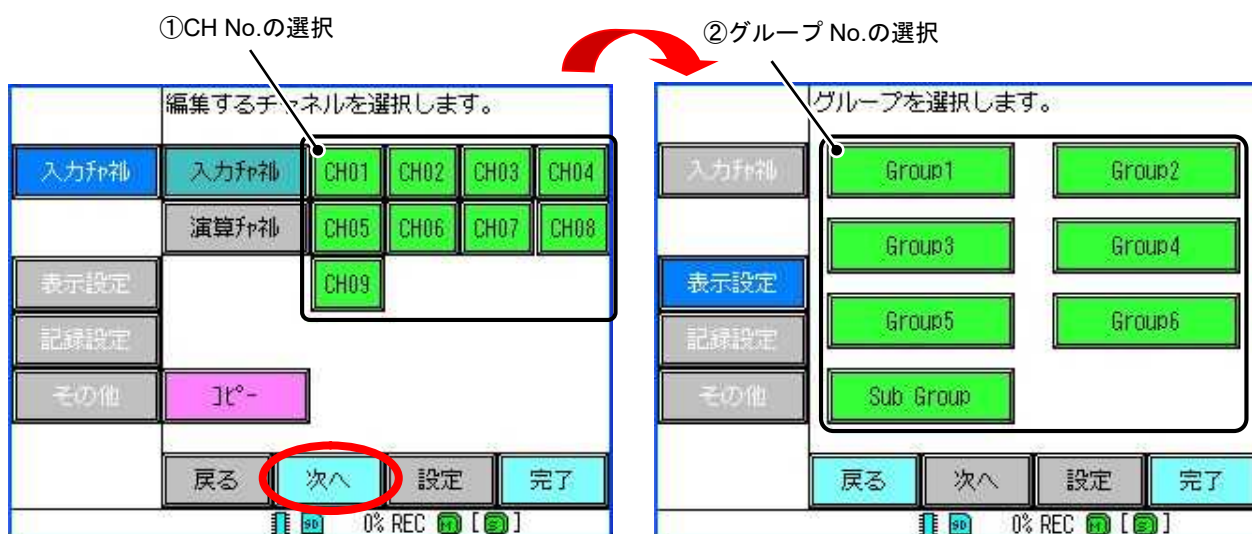 ①CH No.の選択
編集するチャネルを選択します。
入力ﾁｬﾈﾙ
入力ﾁｬﾈﾙ
CH01
CH02
CH03
CH04
演算ﾁｬﾈﾙ
CH05
CH06
CH07
CH08
表示設定
CH09
記録設定
その他
ｺﾋﾟｰ
戻る
次へ
設定
完了
SD
0% REC M [S]
②グループ No.の選択
グループを選択します。
入力ﾁｬﾈﾙ
Group1
Group2
Group3
Group4
表示設定
Group5
Group6
記録設定
その他
Sub Group
戻る
次へ
設定
完了
SD
0% REC M [S]